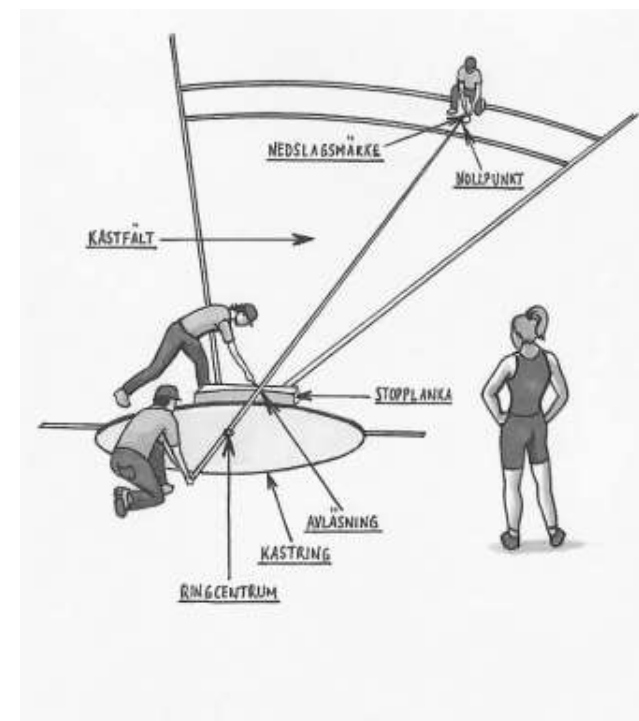 NEDSLAGSMÄRKE
NOLLPUNKT
KASTFÄLT
STOPPLANKA
AVLÄSNING
KASTRING
RINGCENTRUM